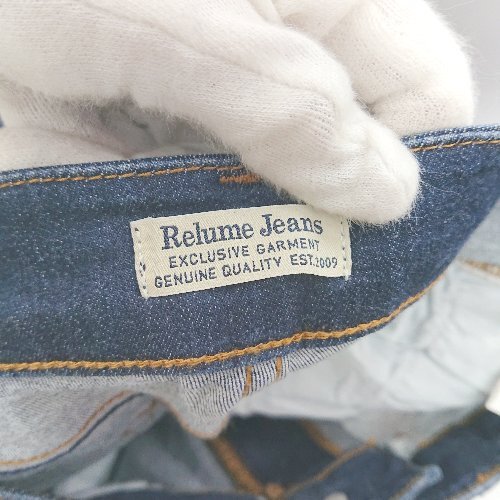 Relume Jeans
EXCLUSIVE GARMENT
GENUINE QUALITY EST.2009